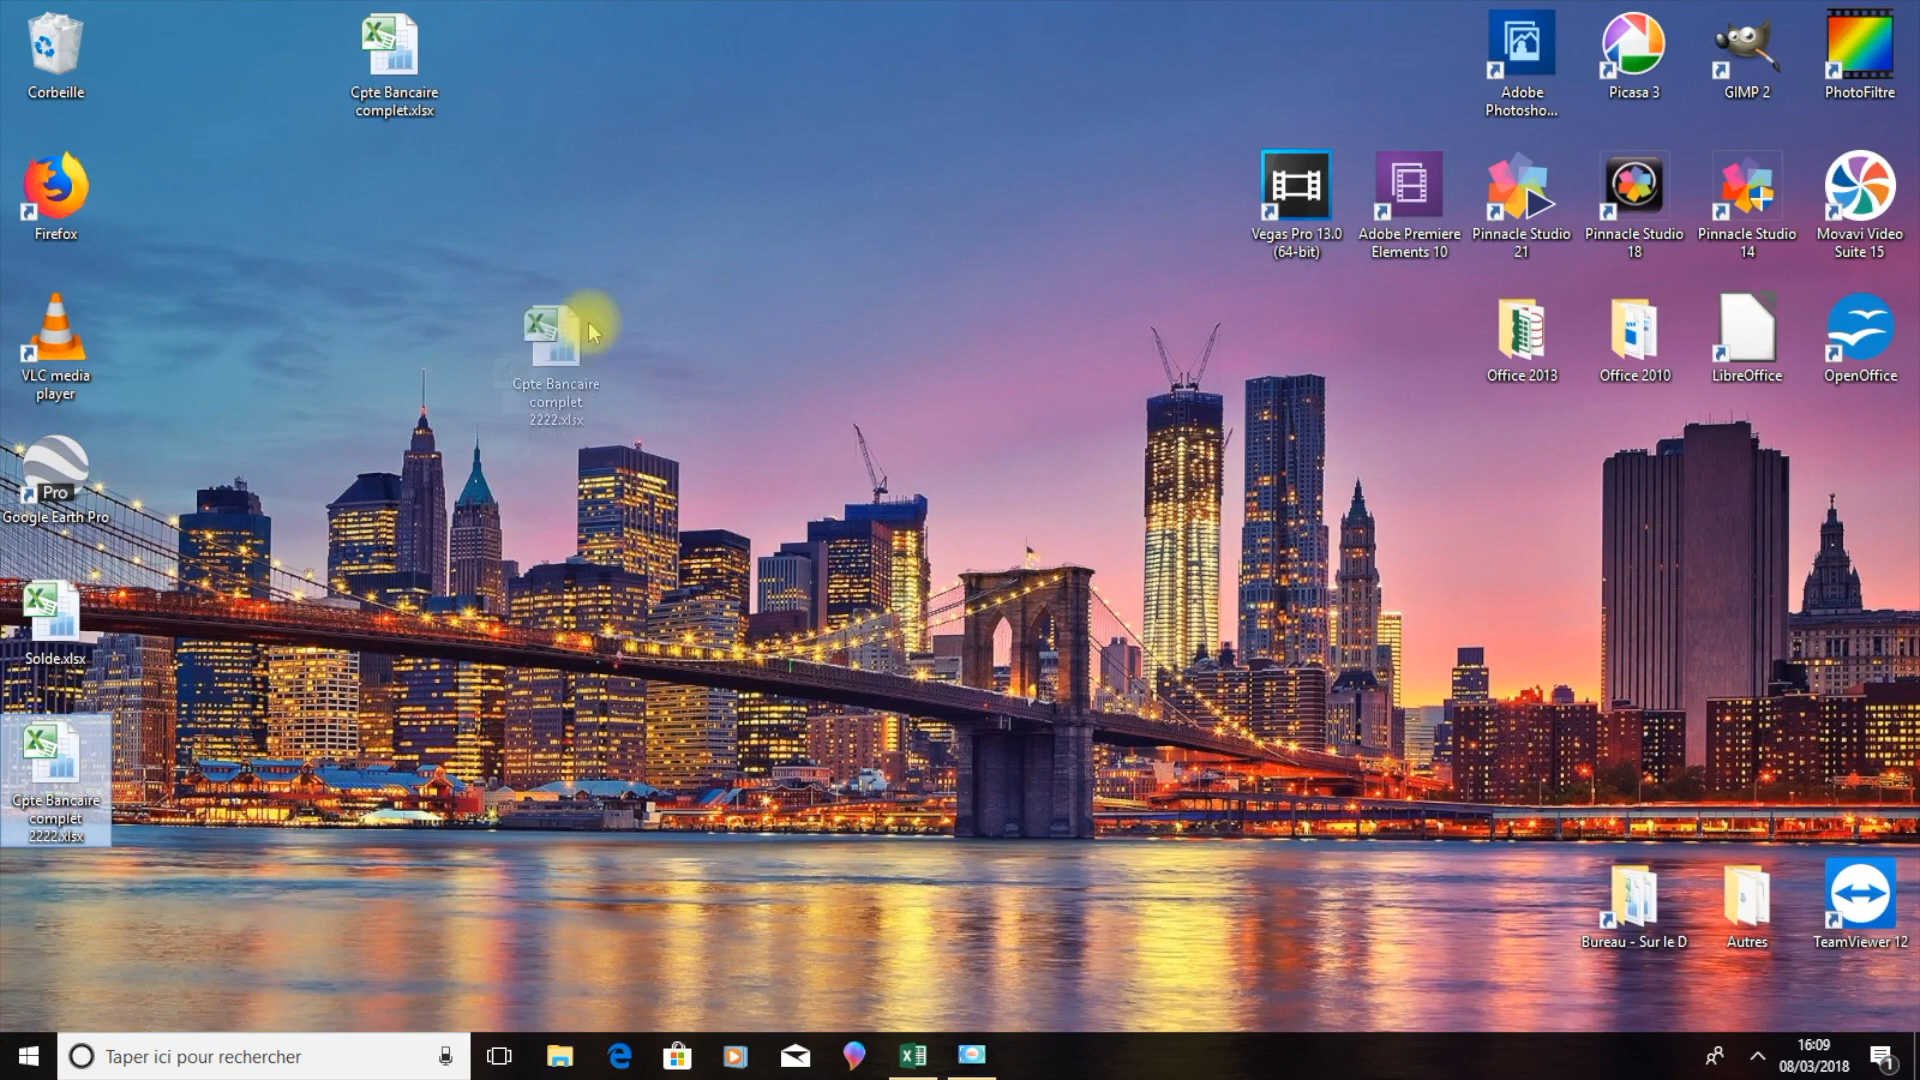 Corbeille
Cpte Bancaire
complet.xlsx
Adobe
Photosho...
Picasa 3
GIMP 2
PhotoFiltre
Firefox
Vegas Pro 13.0
(64-bit)
Adobe Premiere
Elements 10
Pinnacle Studio
21
Pinnacle Studio
18
Pinnacle Studio
14
Movavi Video
Suite 15
VLC media
player
Cpte Bancaire
complet
2222.xlsx
Office 2013
Office 2010
LibreOffice
OpenOffice
Pro
Google Earth Pro
Solde.xlsx
Cpte Bancaire
complet
2222.xlsx
Bureau - Sur le D
Autres
TeamViewer 12
Taper ici pour rechercher
16:09
08/03/2018
1